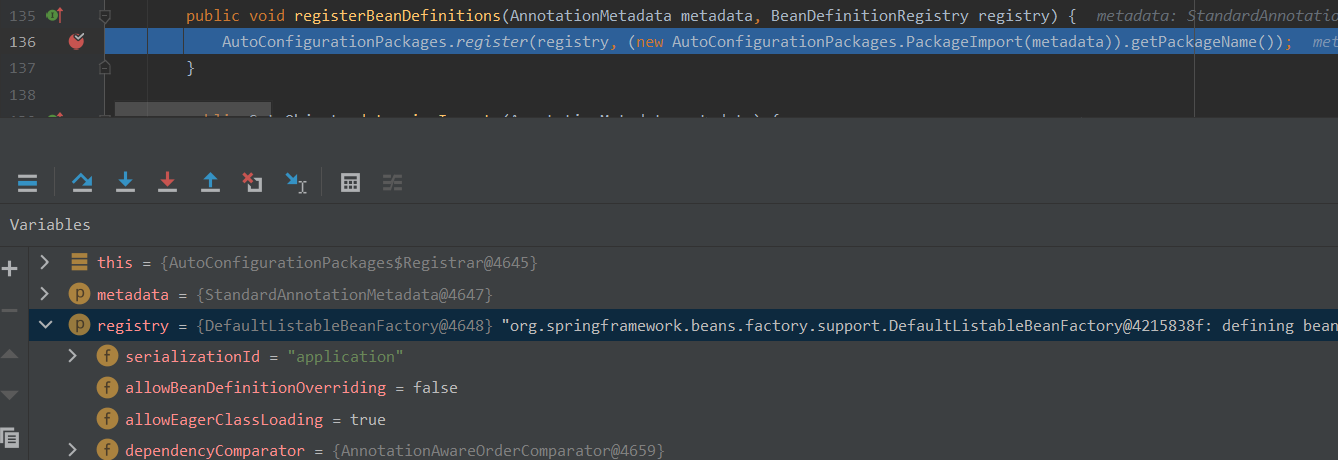 135 public void registerBeanDefinitions(AnnotationMetadata metadata, BeanDefinitionRegistry registry) { metadata: StandardAnnotatio
136 AutoConfigurationPackages.register(registry, (new AutoConfigurationPackages.PackageImport(metadata)).getPackageName()); met
137 }
138
Variables
this = {AutoConfigurationPackages$Registrar@4645}
p metadata = {StandardAnnotationMetadata@4647}
p registry = {DefaultListableBeanFactory@4648} "org.springframework.beans.factory.support.DefaultListableBeanFactory@4215838f: defining bean
f serializationId = "application"
f allowBeanDefinitionOverriding = false
f allowEagerClassLoading = true
f dependencyComparator = {AnnotationAwareOrderComparator@4659}